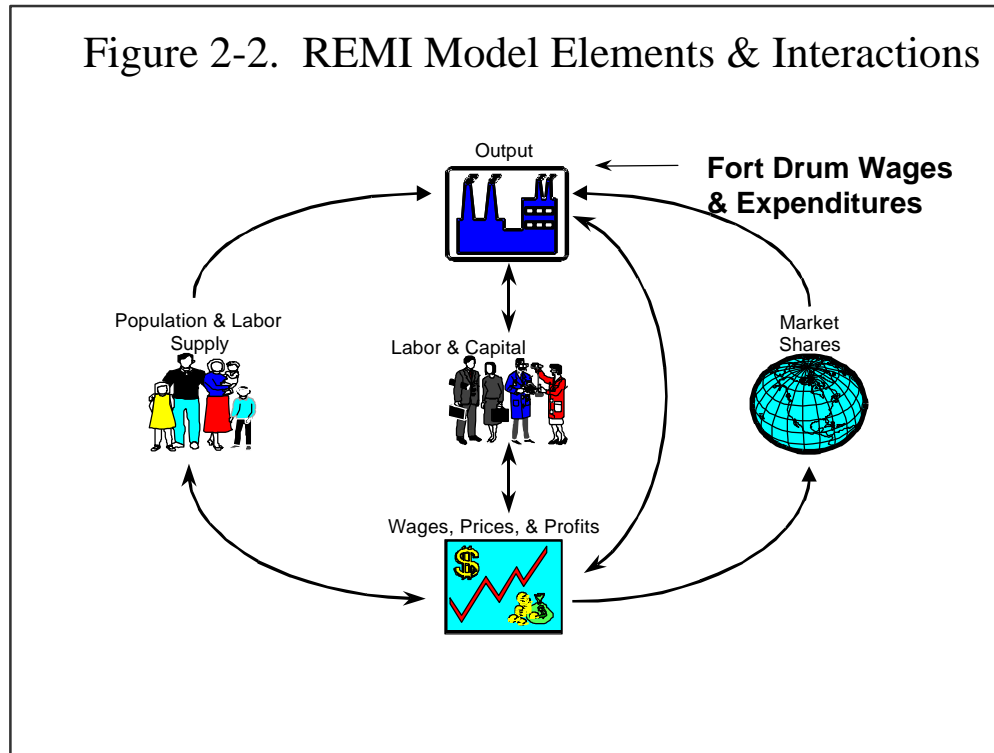 Figure 2-2. REMI Model Elements & Interactions
Output
Fort Drum Wages
& Expenditures
Population & Labor
Supply
Labor & Capital
Market
Shares
Wages, Prices, & Profits
$
$